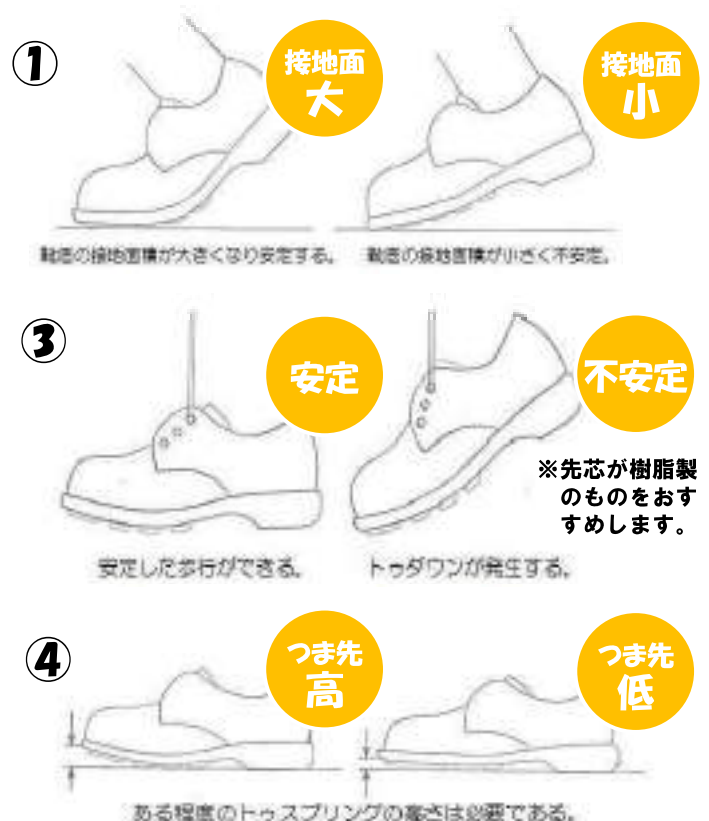 ①
接地面
大
接地面
小
靴底の接地面積が大きくなり安定する。
靴底の接地面積が小さく不安定。
③
安定
不安定
※先芯が樹脂製
のものをおす
すめします。
安定した歩行ができる。
トゥダウンが発生する。
④
つま先
高
つま先
低
ある程度のトゥスプリングの高さは必要である。